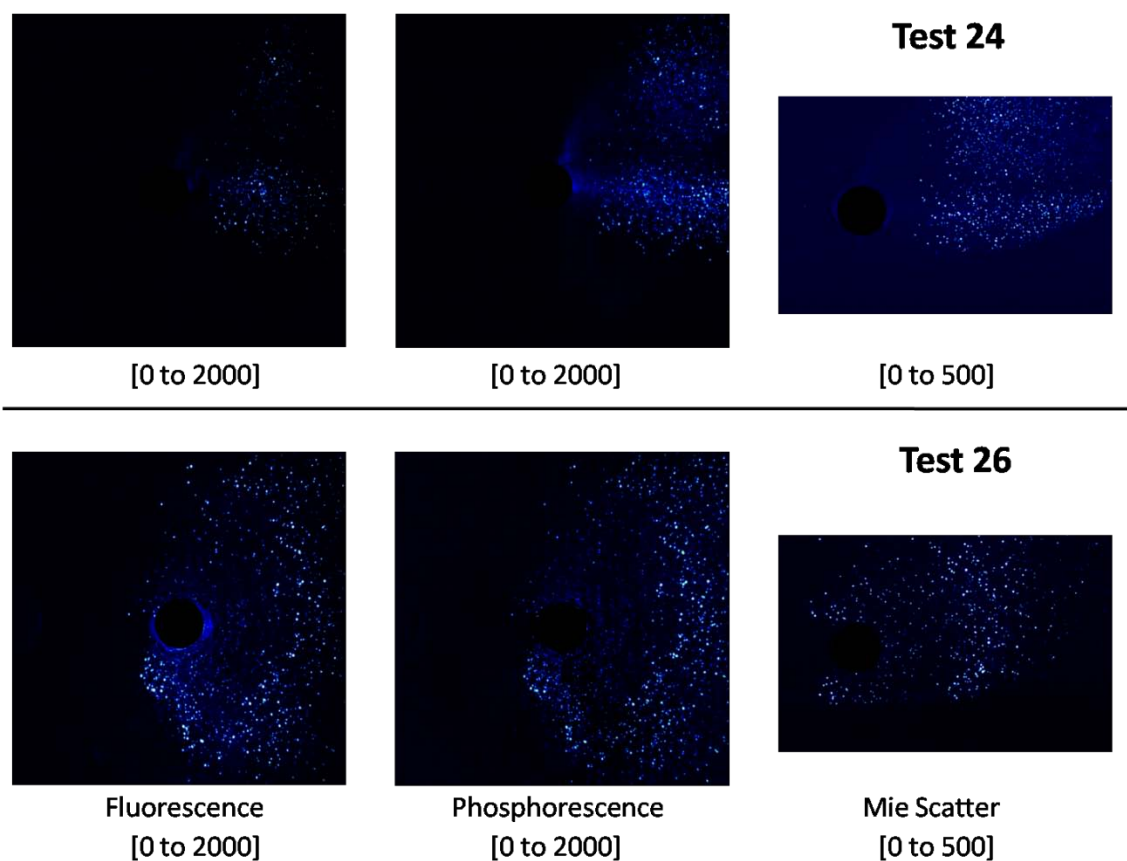 Test 24
[0 to 2000]
[0 to 2000]
[0 to 500]
Test 26
Fluorescence
Phosphorescence
Mie Scatter
[0 to 2000]
[0 to 2000]
[0 to 500]